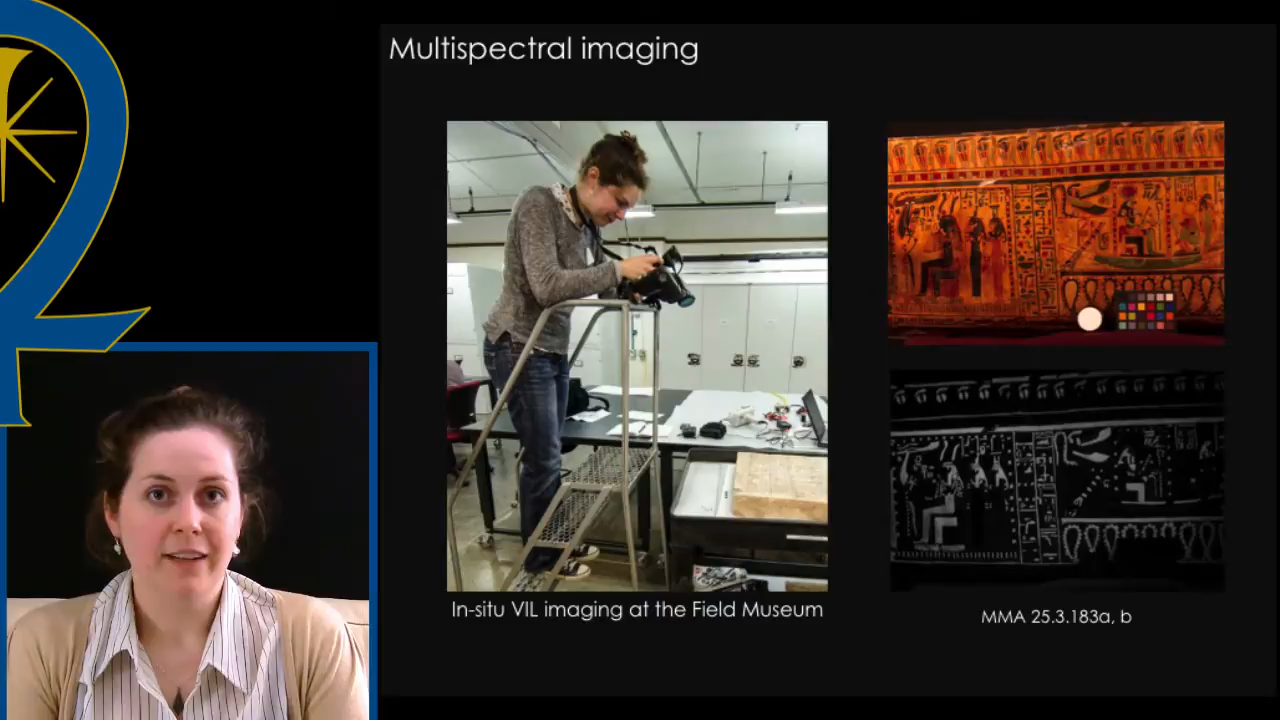 Multispectral imaging
In-situ VIL imaging at the Field Museum
MMA 25.3.183a, b